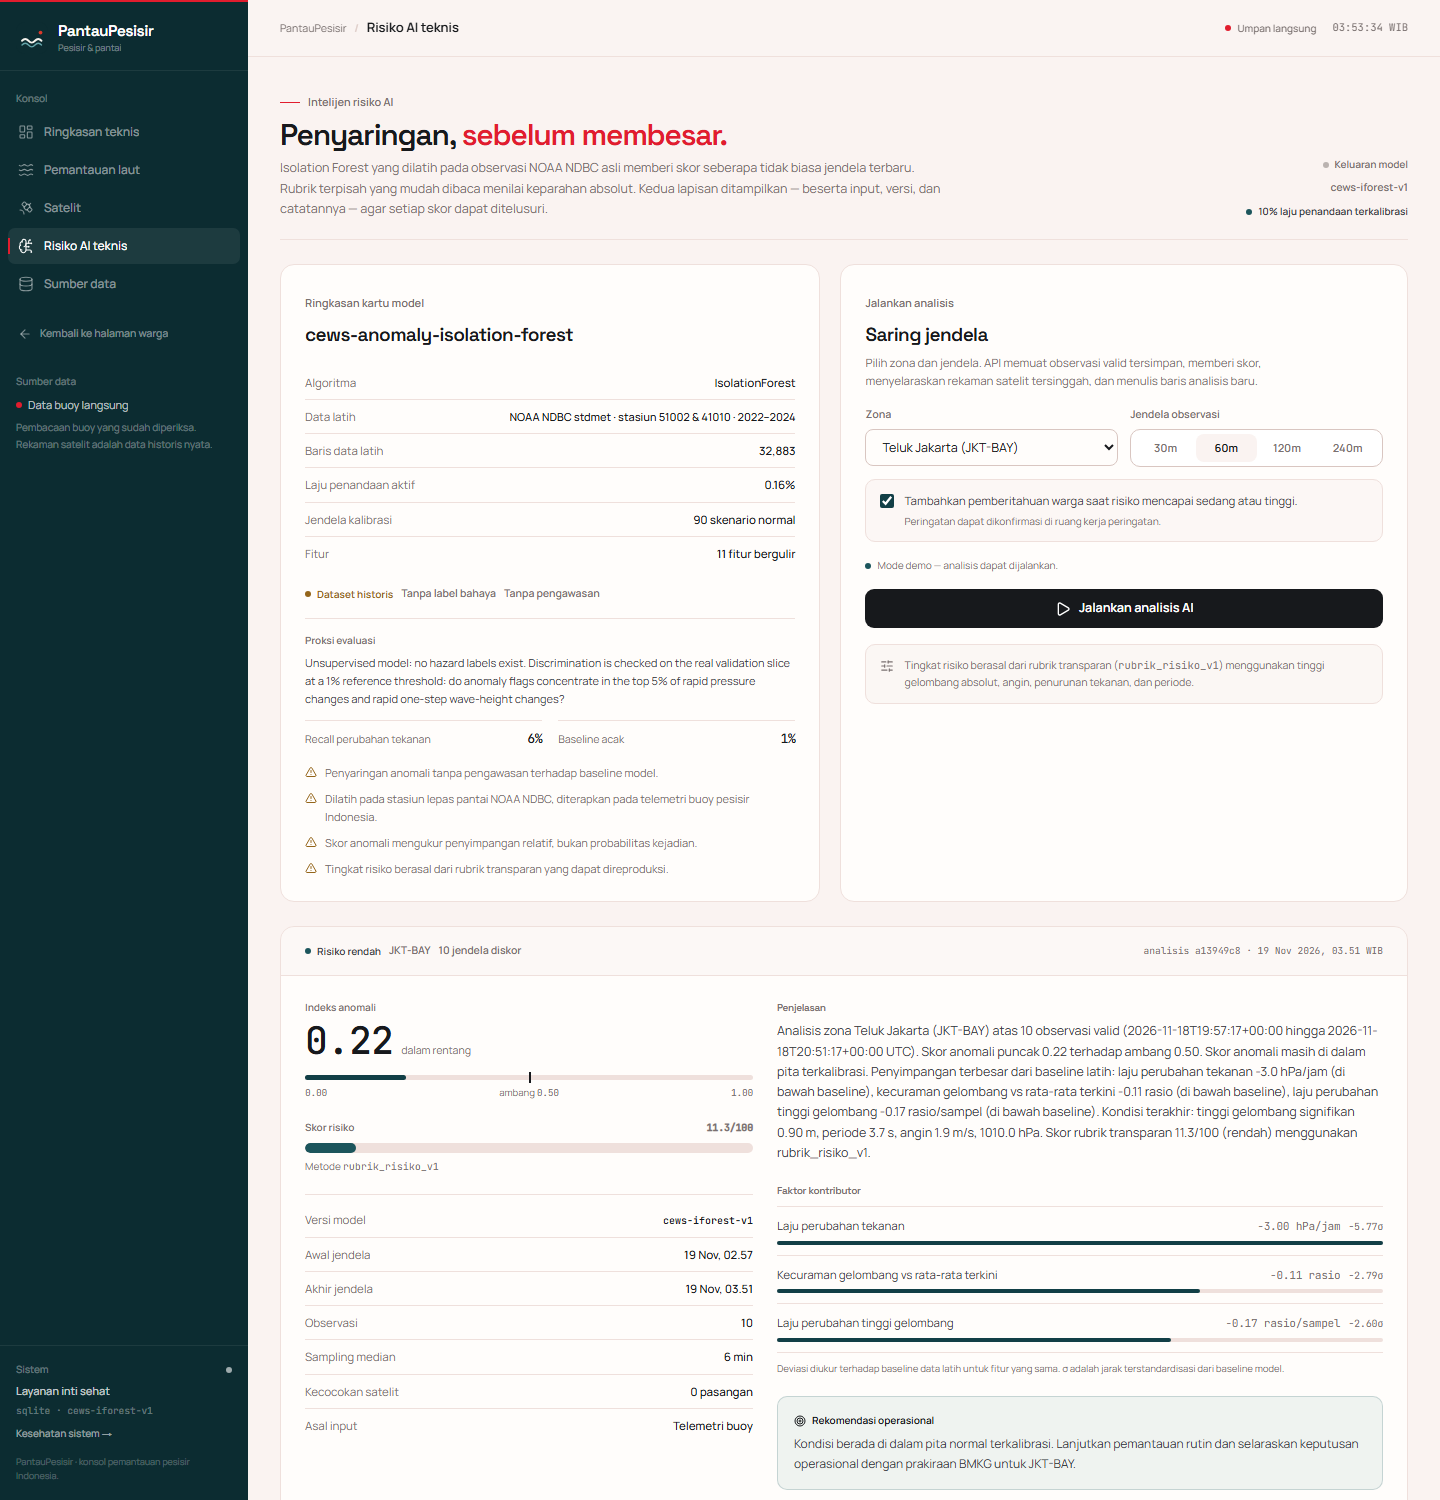 PantauPesisir
Pesisir & pantai
Konsol
Ringkasan teknis
Pemantauan laut
Satelit
Risiko AI teknis
Sumber data
Kembali ke halaman warga
Sumber data
Data buoy langsung
Pembacaan buoy yang sudah diperiksa.
Rekaman satelit adalah data historis nyata.
Sistem
Layanan inti sehat
sqlite · cews-iforest-v1
Kesehatan sistem →
PantauPesisir · konsol pemantauan pesisir
Indonesia.
PantauPesisir / Risiko AI teknis
Umpan langsung 03:53:34 WIB
Intelijen risiko AI
Penyaringan, sebelum membesar.
Isolation Forest yang dilatih pada observasi NOAA NDBC asli memberi skor seberapa tidak biasa jendela terbaru.
Rubrik terpisah yang mudah dibaca menilai keparahan absolut. Kedua lapisan ditampilkan — beserta input, versi, dan
catatannya — agar setiap skor dapat ditelusuri.
Keluaran model
cews-iforest-v1
10% laju penandaan terkalibrasi
Ringkasan kartu model
cews-anomaly-isolation-forest
Algoritma IsolationForest
Data latih NOAA NDBC stdmet · stasiun 51002 & 41010 · 2022–2024
Baris data latih 32,883
Laju penandaan aktif 0.16%
Jendela kalibrasi 90 skenario normal
Fitur 11 fitur bergulir
Dataset historis Tanpa label bahaya Tanpa pengawasan
Proksi evaluasi
Unsupervised model: no hazard labels exist. Discrimination is checked on the real validation slice
at a 1% reference threshold: do anomaly flags concentrate in the top 5% of rapid pressure
changes and rapid one-step wave-height changes?
Recall perubahan tekanan 6% Baseline acak 1%
Penyaringan anomali tanpa pengawasan terhadap baseline model.
Dilatih pada stasiun lepas pantai NOAA NDBC, diterapkan pada telemetri buoy pesisir
Indonesia.
Skor anomali mengukur penyimpangan relatif, bukan probabilitas kejadian.
Tingkat risiko berasal dari rubrik transparan yang dapat direproduksi.
Jalankan analisis
Saring jendela
Pilih zona dan jendela. API memuat observasi valid tersimpan, memberi skor,
menyelaraskan rekaman satelit tersinggah, dan menulis baris analisis baru.
Zona Jendela observasi
Teluk Jakarta (JKT-BAY) 30m 60m 120m 240m
Tambahkan pemberitahuan warga saat risiko mencapai sedang atau tinggi.
Peringatan dapat dikonfirmasi di ruang kerja peringatan.
Mode demo — analisis dapat dijalankan.
Jalankan analisis AI
Tingkat risiko berasal dari rubrik transparan (rubrik_risiko_v1) menggunakan tinggi
gelombang absolut, angin, penurunan tekanan, dan periode.
Risiko rendah JKT-BAY 10 jendela diskor
analisis a13949c8 · 19 Nov 2026, 03.51 WIB
Indeks anomali
0.22 dalam rentang
0.00 ambang 0.50 1.00
Skor risiko 11.3/100
Metode rubrik_risiko_v1
Versi model cews-iforest-v1
Awal jendela 19 Nov, 02.57
Akhir jendela 19 Nov, 03.51
Observasi 10
Sampling median 6 min
Kecocokan satelit 0 pasangan
Asal input Telemetri buoy
Penjelasan
Analisis zona Teluk Jakarta (JKT-BAY) atas 10 observasi valid (2026-11-18T19:57:17+00:00 hingga 2026-11-
18T20:51:17+00:00 UTC). Skor anomali puncak 0.22 terhadap ambang 0.50. Skor anomali masih di dalam
pita terkalibrasi. Penyimpangan terbesar dari baseline latih: laju perubahan tekanan -3.0 hPa/jam (di
bawah baseline), kecuraman gelombang vs rata-rata terkini -0.11 rasio (di bawah baseline), laju perubahan
tinggi gelombang -0.17 rasio/sampel (di bawah baseline). Kondisi terakhir: tinggi gelombang signifikan
0.90 m, periode 3.7 s, angin 1.9 m/s, 1010.0 hPa. Skor rubrik transparan 11.3/100 (rendah) menggunakan
rubrik_risiko_v1.
Faktor kontributor
Laju perubahan tekanan -3.00 hPa/jam -5.77σ
Kecuraman gelombang vs rata-rata terkini -0.11 rasio -2.79σ
Laju perubahan tinggi gelombang -0.17 rasio/sampel -2.60σ
Deviasi diukur terhadap baseline data latih untuk fitur yang sama. σ adalah jarak terstandardisasi dari baseline model.
Rekomendasi operasional
Kondisi berada di dalam pita normal terkalibrasi. Lanjutkan pemantauan rutin dan selaraskan keputusan
operasional dengan prakiraan BMKG untuk JKT-BAY.